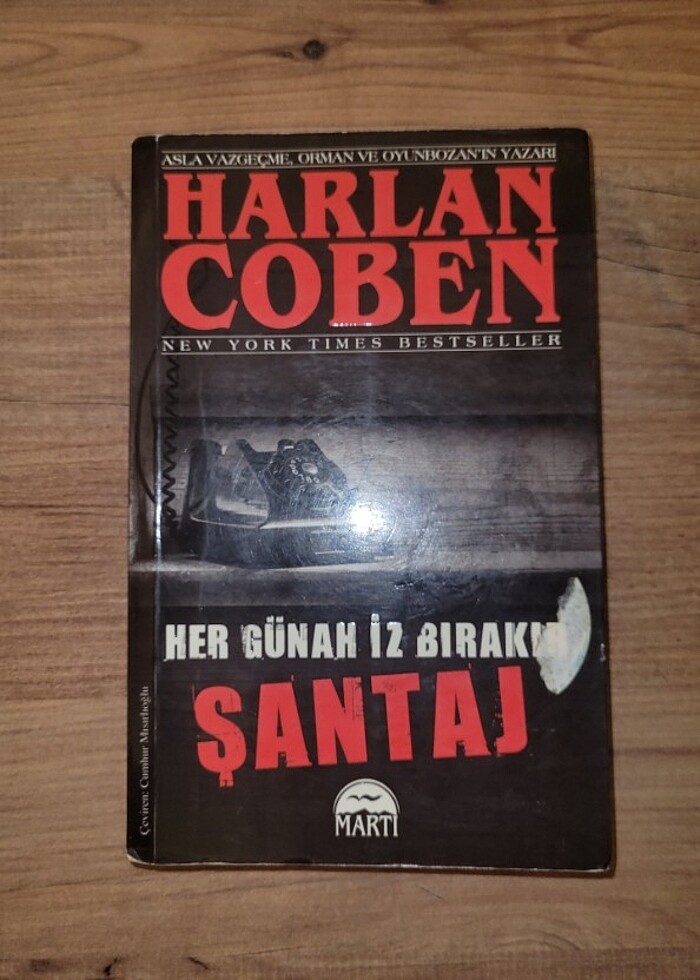 ASLA VAZGEÇME, ORMAN VE OYUNBOZAN'IN YAZARI
HARLAN
COBEN
NEW YORK TIMES BESTSELLER
HER GÜNAH İZ
ŞANTAJ
MARTI
Çeviren: Cumhur Mısırlıoğlu